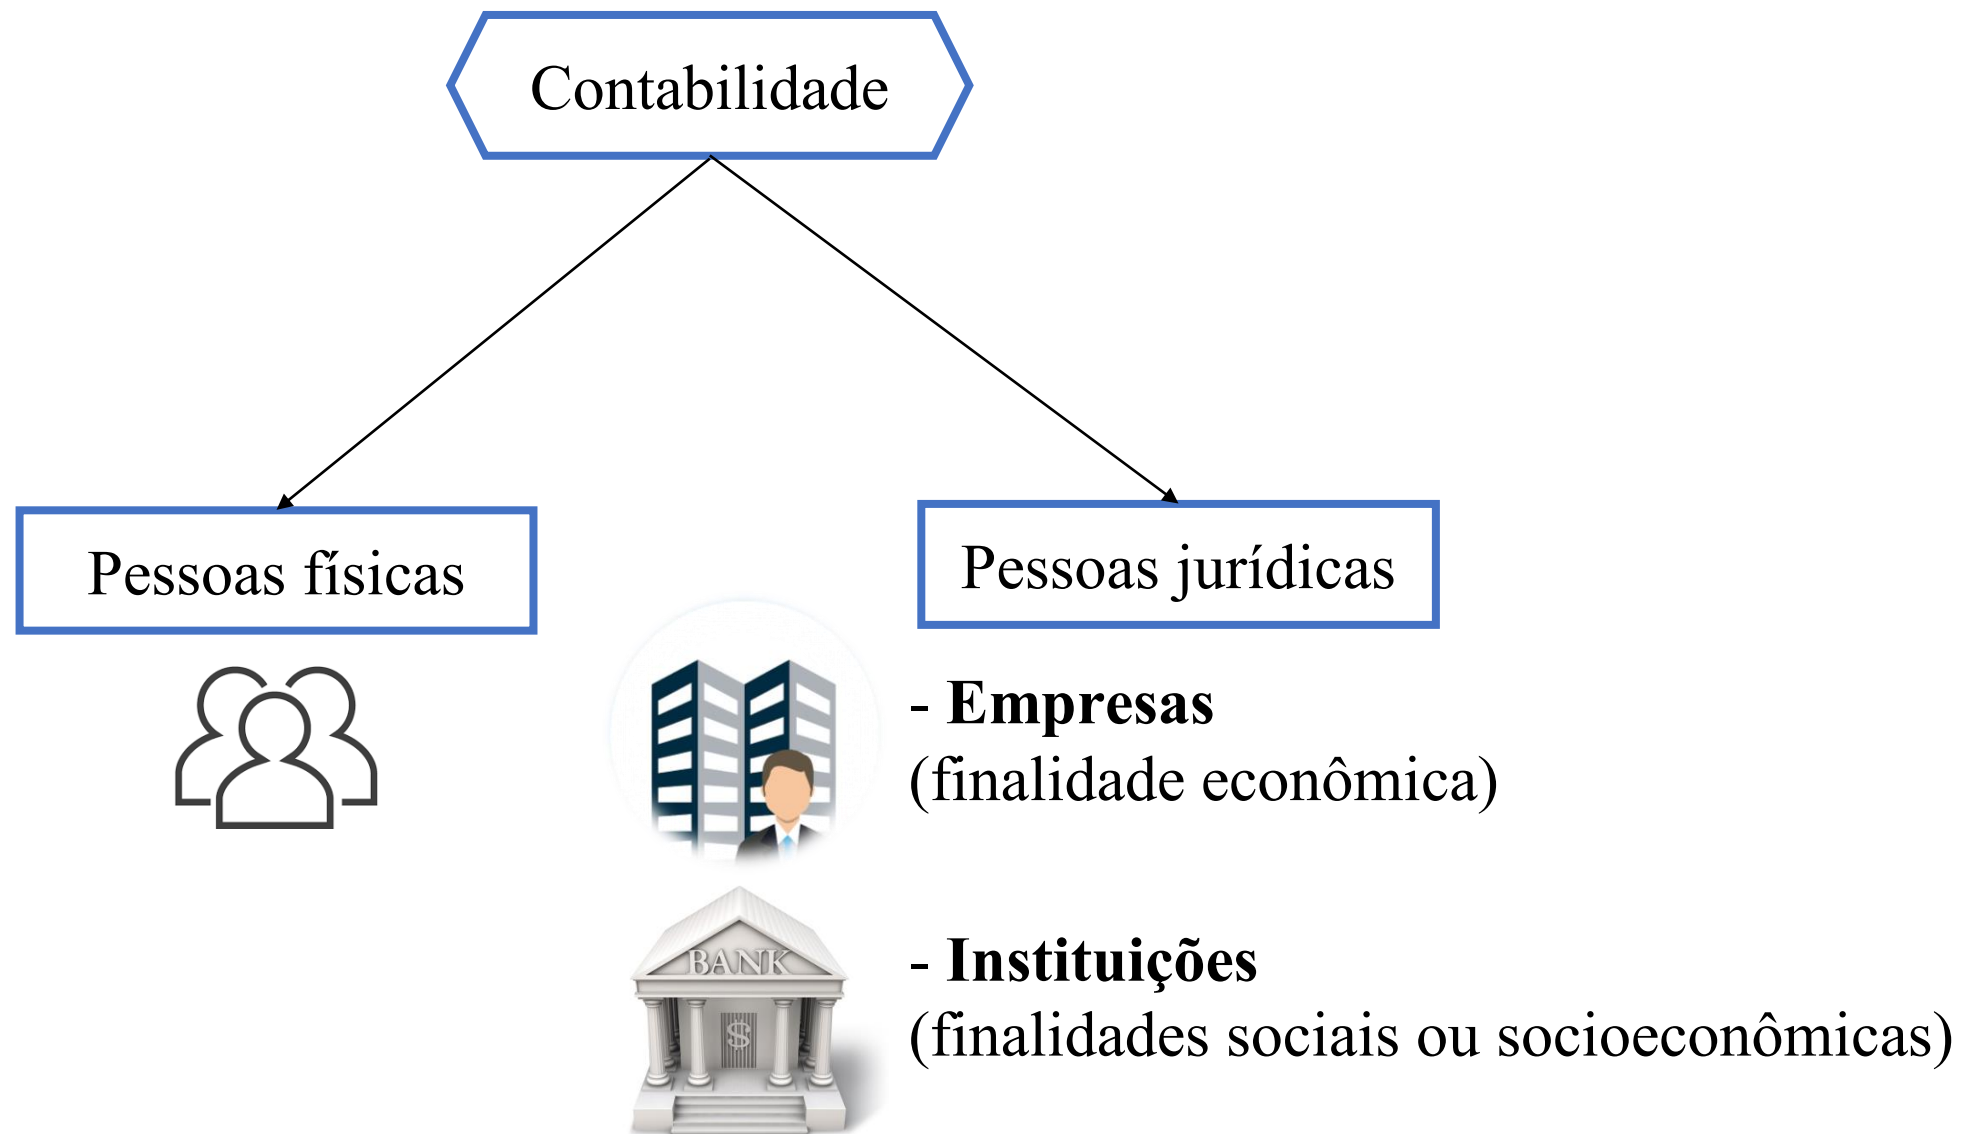 Contabilidade
Pessoas físicas
Pessoas jurídicas
- Empresas
(finalidade econômica)
BANK
$
- Instituições
(finalidades sociais ou socioeconômicas)